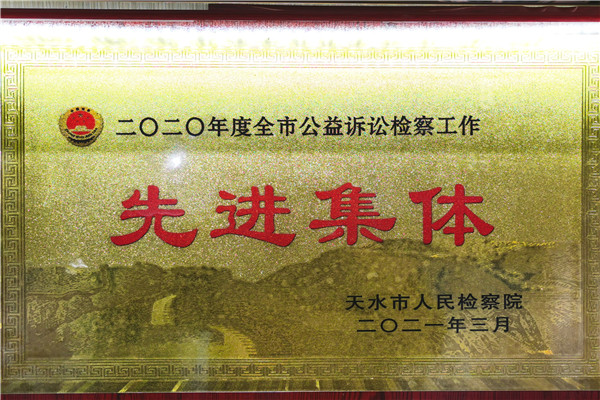 二〇二〇年度全市公益诉讼检察工作
先进集体
天水市人民检察院
二〇二一年三月